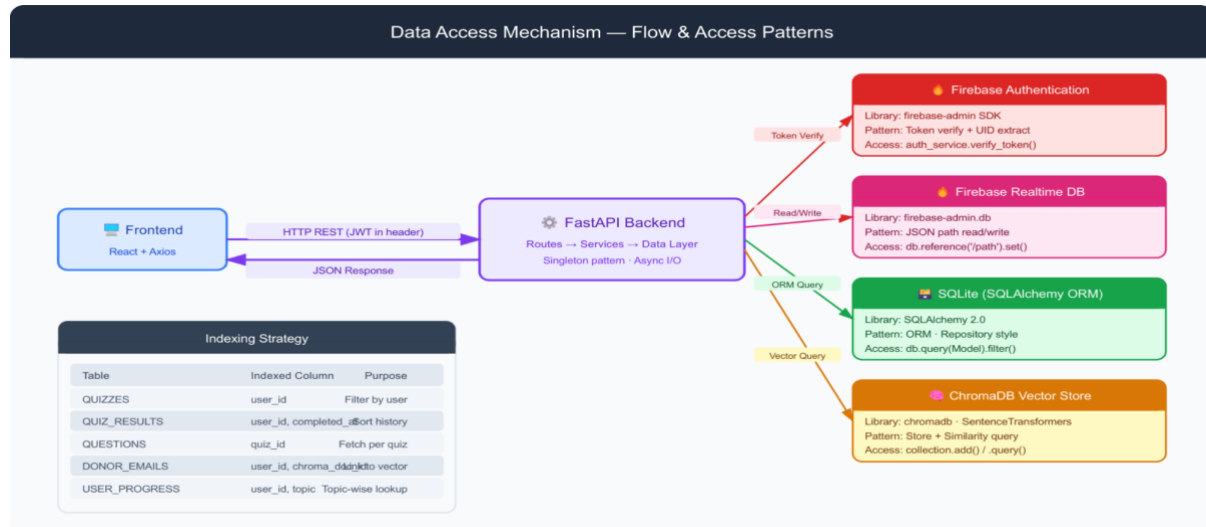 Data Access Mechanism — Flow & Access Patterns
Firebase Authentication
Library: firebase-admin SDK
Pattern: Token verify + UID extract
Access: auth_service.verify_token()
Token Verify
Firebase Realtime DB
Library: firebase-admin.db
Pattern: JSON path read/write
Access: db.reference('/path').set()
Read/Write
Frontend
React + Axios
HTTP REST (JWT in header)
JSON Response
FastAPI Backend
Routes → Services → Data Layer
Singleton pattern · Async I/O
ORM Query
SQLite (SQLAlchemy ORM)
Library: SQLAlchemy 2.0
Pattern: ORM · Repository style
Access: db.query(Model).filter()
Vector Query
ChromaDB Vector Store
Library: chromadb · SentenceTransformers
Pattern: Store + Similarity query
Access: collection.add() / .query()
Indexing Strategy
Table Indexed Column Purpose
QUIZZES user_id Filter by user
QUIZ_RESULTS user_id, Sort history
QUESTIONS quiz_id Fetch per quiz
DONOR_EMAILS user_id, to vector
USER_PROGRESS user_id, topic Topic-wise lookup